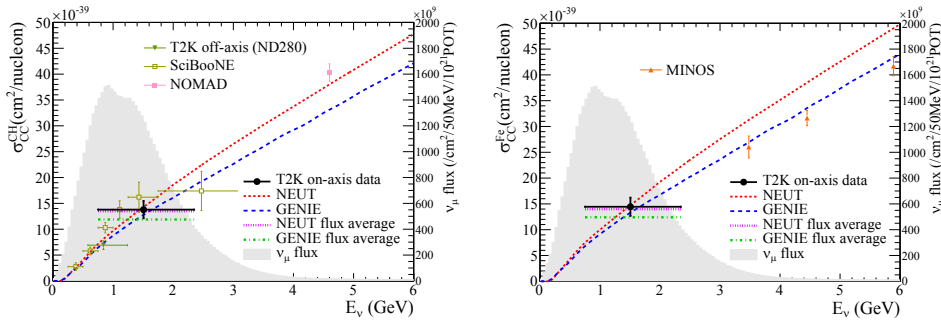 ×10⁻³⁹
×10⁹
σ_CC^CH (cm²/nucleon)
50
45
40
35
30
25
20
15
10
5
0
T2K off-axis (ND280)
SciBooNE
NOMAD
T2K on-axis data
NEUT
GENIE
NEUT flux average
GENIE flux average
ν_μ flux
2000
1800
1600
1400
1200
1000
800
600
400
200
0
ν_μ flux (/cm²/50MeV/10²¹POT)
0 1 2 3 4 5 6
E_ν (GeV)
×10⁻³⁹
×10⁹
σ_CC^Fe (cm²/nucleon)
50
45
40
35
30
25
20
15
10
5
0
MINOS
T2K on-axis data
NEUT
GENIE
NEUT flux average
GENIE flux average
ν_μ flux
2000
1800
1600
1400
1200
1000
800
600
400
200
0
ν_μ flux (/cm²/50MeV/10²¹POT)
0 1 2 3 4 5 6
E_ν (GeV)